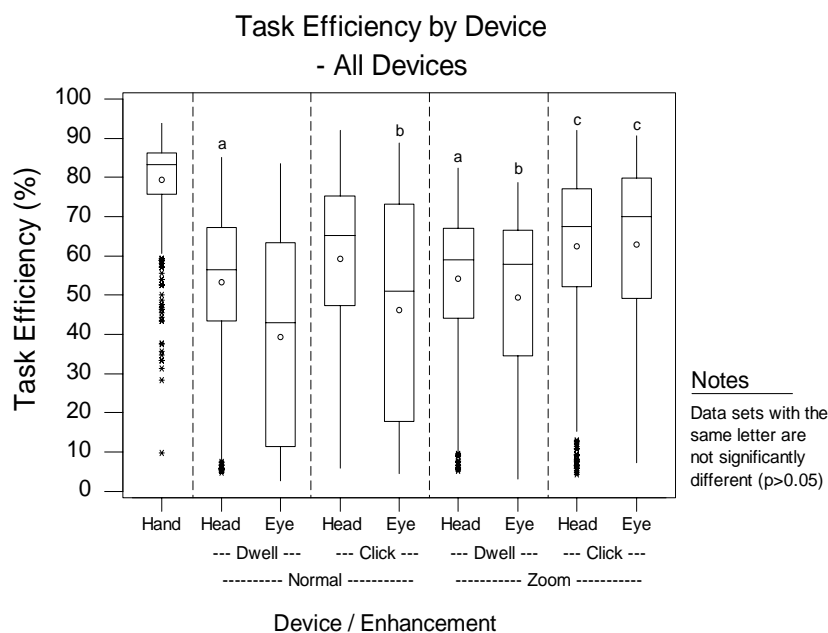 Task Efficiency by Device
- All Devices
Task Efficiency (%)
100
90
80
70
60
50
40
30
20
10
0
a
b
a
b
c
c
Hand Head Eye Head Eye Head Eye Head Eye
--- Dwell --- --- Click --- --- Dwell --- --- Click ---
---------- Normal ----------- ----------- Zoom -----------
Device / Enhancement
Notes
Data sets with the
same letter are
not significantly
different (p>0.05)